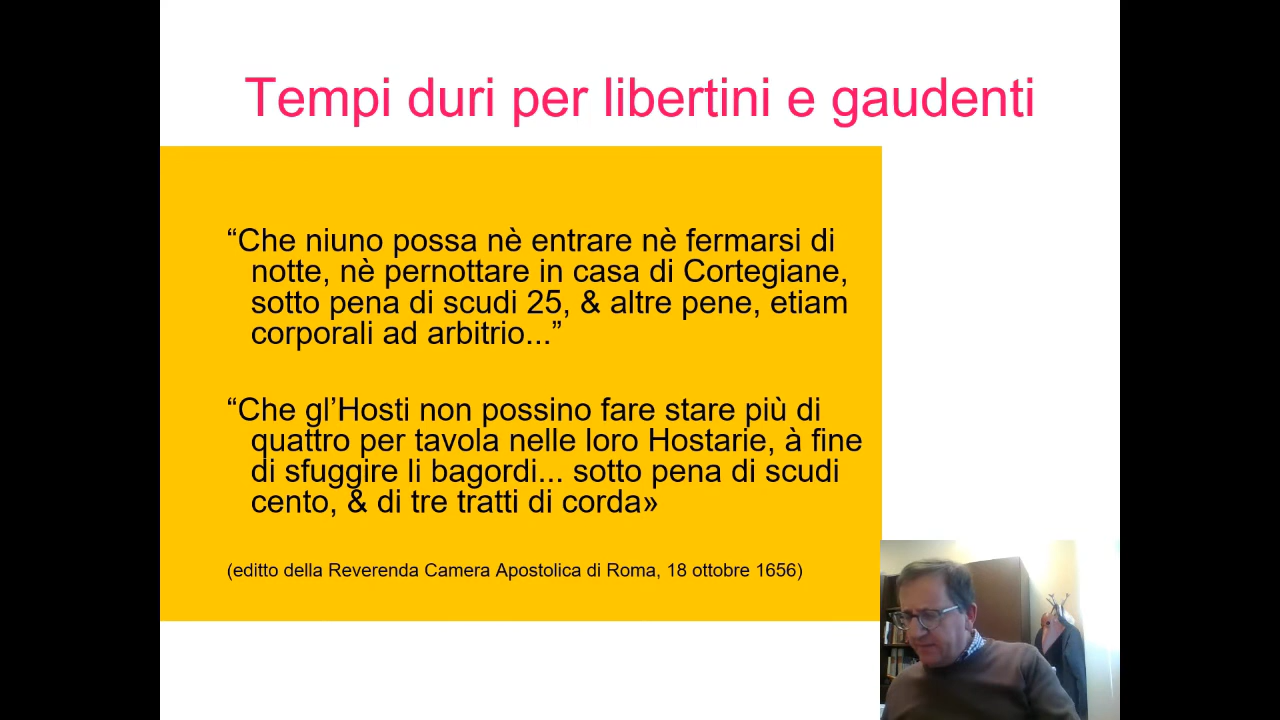 Tempi duri per libertini e gaudenti
“Che niuno possa nè entrare nè fermarsi di
notte, nè pernottare in casa di Cortegiane,
sotto pena di scudi 25, & altre pene, etiam
corporali ad arbitrio...”
“Che gl’Hosti non possino fare stare più di
quattro per tavola nelle loro Hostarie, à fine
di sfuggire li bagordi... sotto pena di scudi
cento, & di tre tratti di corda»
(editto della Reverenda Camera Apostolica di Roma, 18 ottobre 1656)